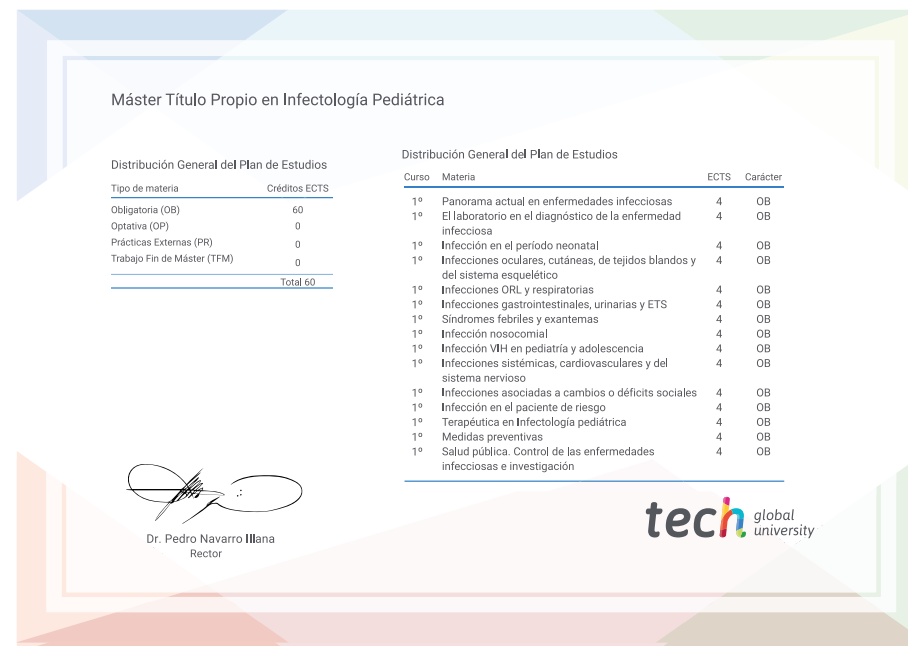 Máster Título Propio en Infectología Pediátrica
Distribución General del Plan de Estudios
Tipo de materia Créditos ECTS
Obligatoria (OB) 60
Optativa (OP) 0
Prácticas Externas (PR) 0
Trabajo Fin de Máster (TFM) 0
Total 60
Distribución General del Plan de Estudios
Curso Materia ECTS Carácter
1º Panorama actual en enfermedades infecciosas 4 OB
1º El laboratorio en el diagnóstico de la enfermedad 4 OB
infecciosa
1º Infección en el período neonatal 4 OB
1º Infecciones oculares, cutáneas, de tejidos blandos y 4 OB
del sistema esquelético
1º Infecciones ORL y respiratorias 4 OB
1º Infecciones gastrointestinales, urinarias y ETS 4 OB
1º Síndromes febriles y exantemas 4 OB
1º Infección nosocomial 4 OB
1º Infección VIH en pediatría y adolescencia 4 OB
1º Infecciones sistémicas, cardiovasculares y del 4 OB
sistema nervioso
1º Infecciones asociadas a cambios o déficits sociales 4 OB
1º Infección en el paciente de riesgo 4 OB
1º Terapéutica en Infectología pediátrica 4 OB
1º Medidas preventivas 4 OB
1º Salud pública. Control de las enfermedades 4 OB
infecciosas e investigación
Dr. Pedro Navarro Illana
Rector
tech global
university